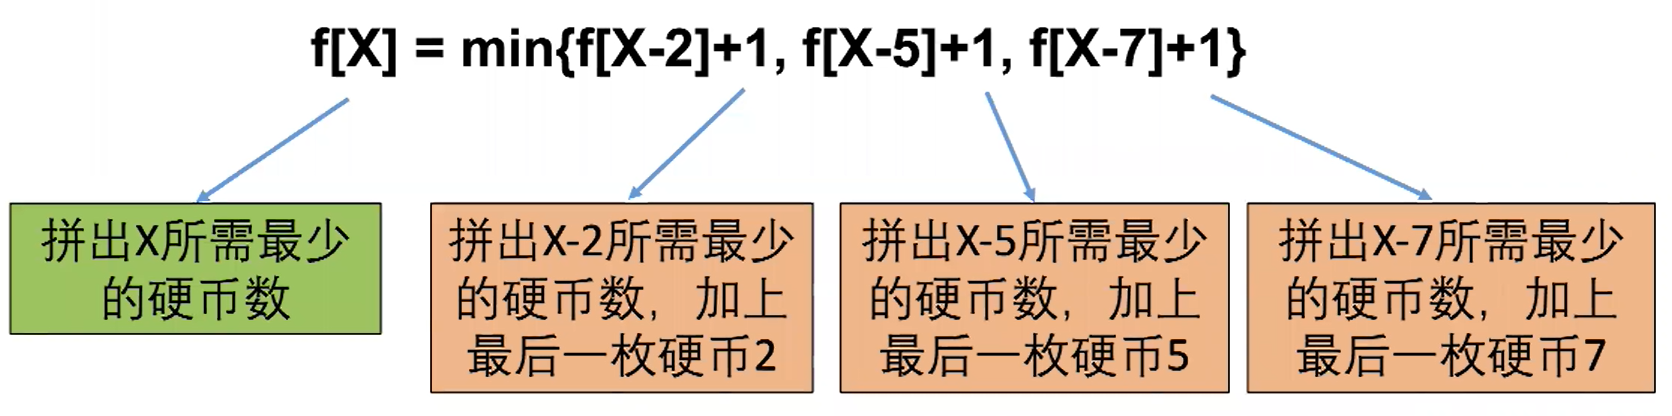 f[X] = min{f[X-2]+1, f[X-5]+1, f[X-7]+1}
拼出X所需最少
的硬币数
拼出X-2所需最少
的硬币数，加上
最后一枚硬币2
拼出X-5所需最少
的硬币数，加上
最后一枚硬币5
拼出X-7所需最少
的硬币数，加上
最后一枚硬币7